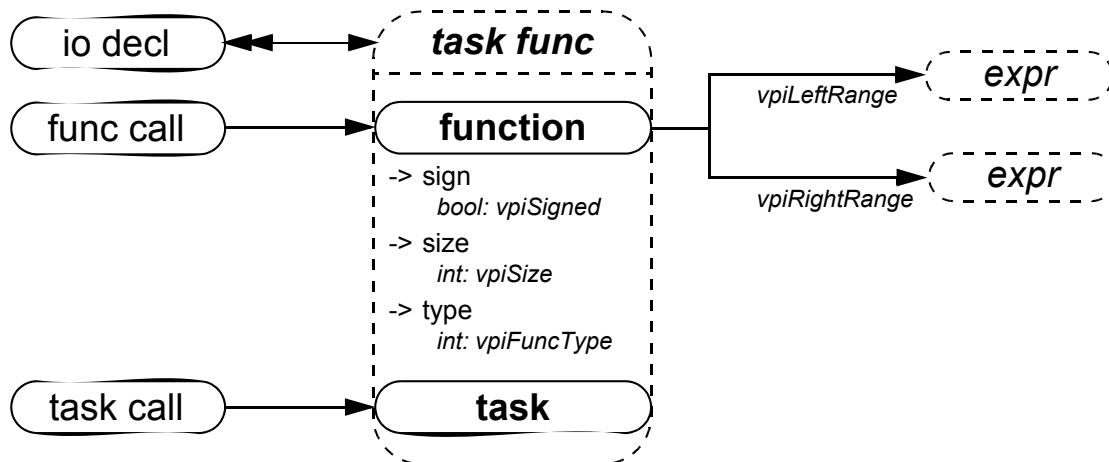 io decl
task func
expr
vpiLeftRange
func call
function
expr
vpiRightRange
-> sign
bool: vpiSigned
-> size
int: vpiSize
-> type
int: vpiFuncType
task call
task